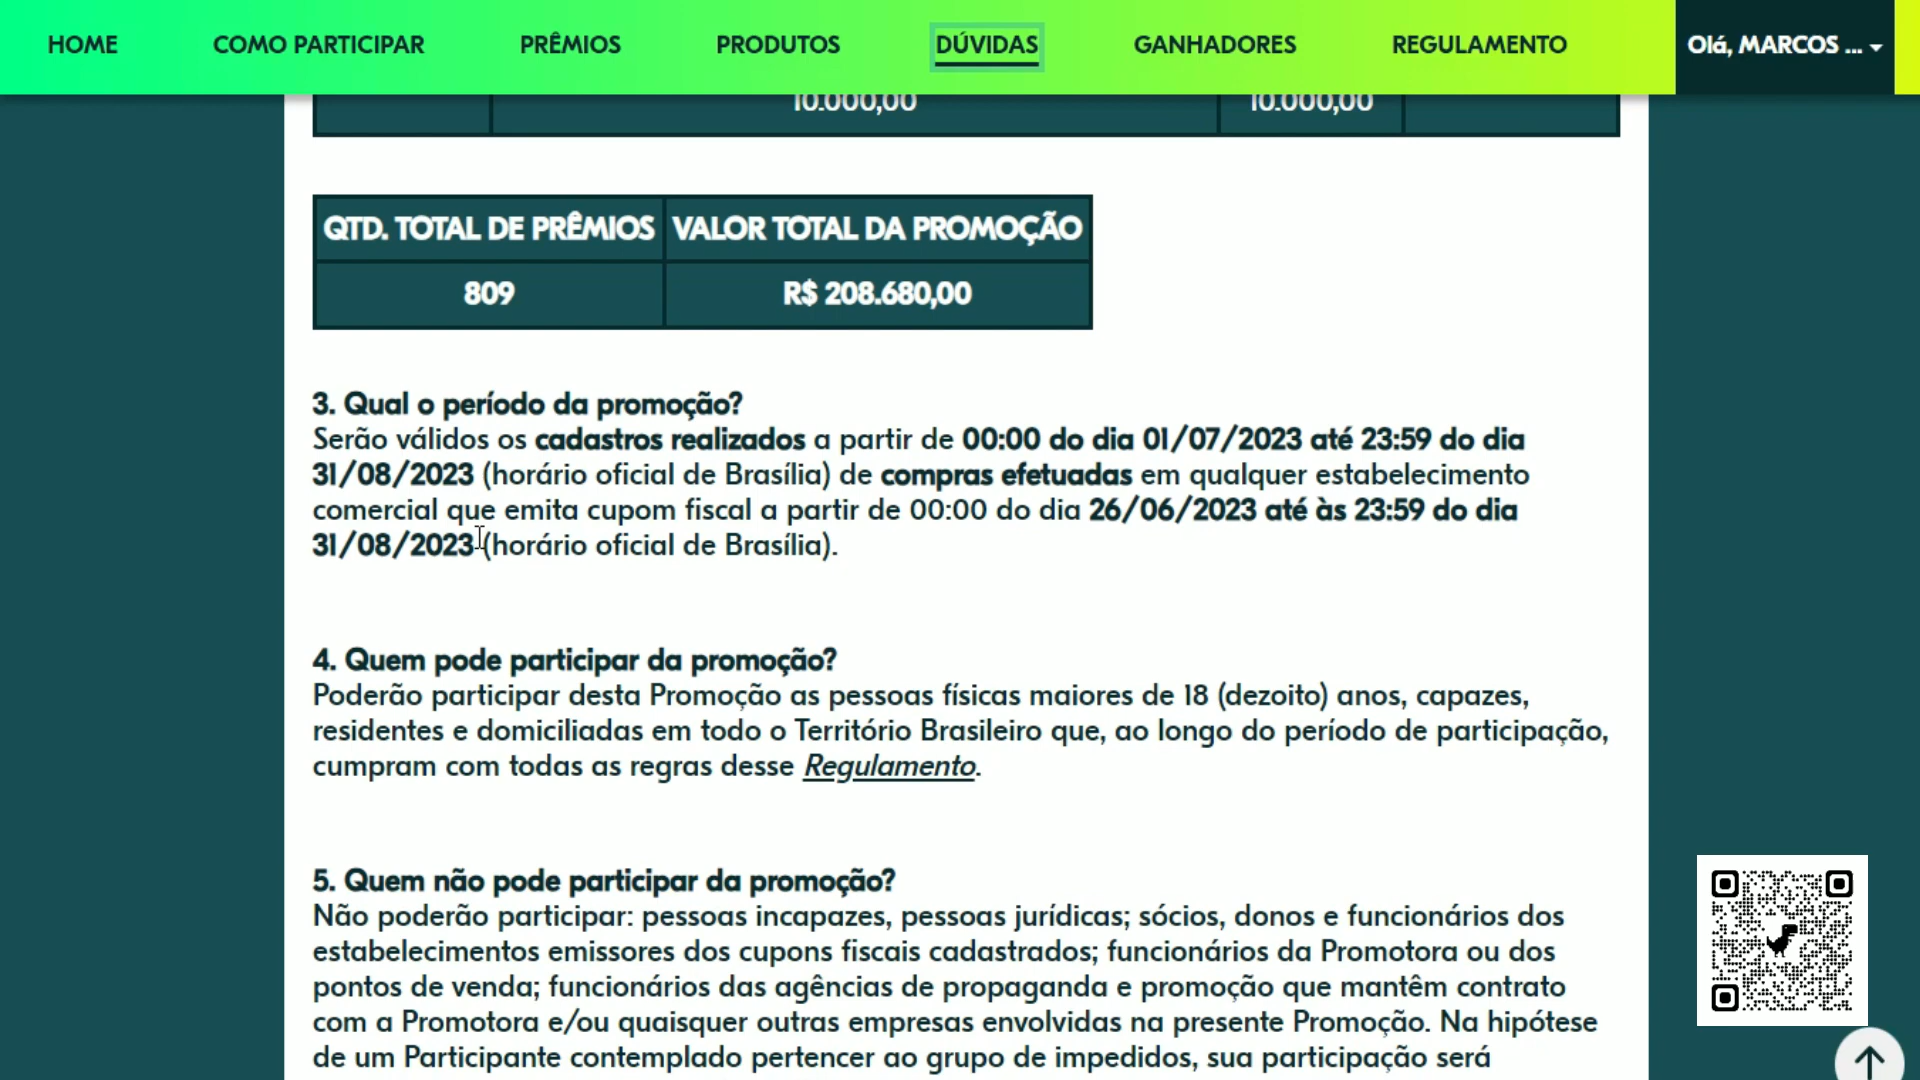 HOME COMO PARTICIPAR PRÊMIOS PRODUTOS DÚVIDAS GANHADORES REGULAMENTO Olá, MARCOS ...
10.000,00 10.000,00
QTD. TOTAL DE PRÊMIOS VALOR TOTAL DA PROMOÇÃO
809 R$ 208.680,00
3. Qual o período da promoção?
Serão válidos os cadastros realizados a partir de 00:00 do dia 01/07/2023 até 23:59 do dia
31/08/2023 (horário oficial de Brasília) de compras efetuadas em qualquer estabelecimento
comercial que emita cupom fiscal a partir de 00:00 do dia 26/06/2023 até às 23:59 do dia
31/08/2023 (horário oficial de Brasília).
4. Quem pode participar da promoção?
Poderão participar desta Promoção as pessoas físicas maiores de 18 (dezoito) anos, capazes,
residentes e domiciliadas em todo o Território Brasileiro que, ao longo do período de participação,
cumpram com todas as regras desse Regulamento.
5. Quem não pode participar da promoção?
Não poderão participar: pessoas incapazes, pessoas jurídicas; sócios, donos e funcionários dos
estabelecimentos emissores dos cupons fiscais cadastrados; funcionários da Promotora ou dos
pontos de venda; funcionários das agências de propaganda e promoção que mantêm contrato
com a Promotora e/ou quaisquer outras empresas envolvidas na presente Promoção. Na hipótese
de um Participante contemplado pertencer ao grupo de impedidos, sua participação será